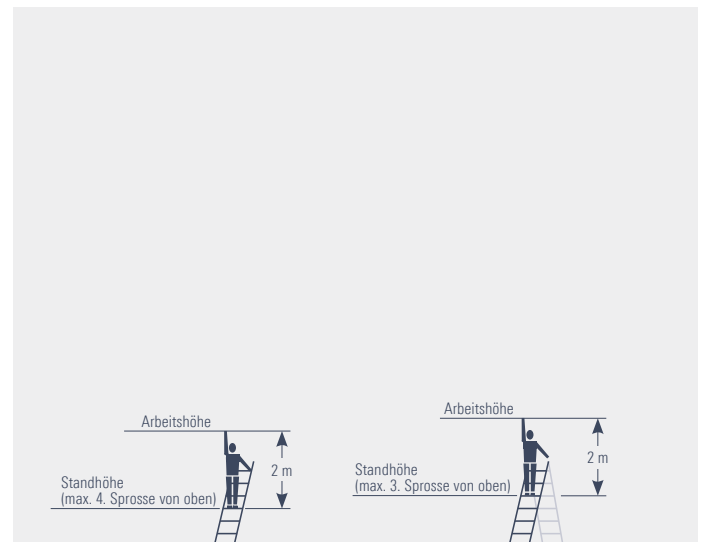 Arbeitshöhe
2 m
Standhöhe
(max. 4. Sprosse von oben)
Arbeitshöhe
2 m
Standhöhe
(max. 3. Sprosse von oben)